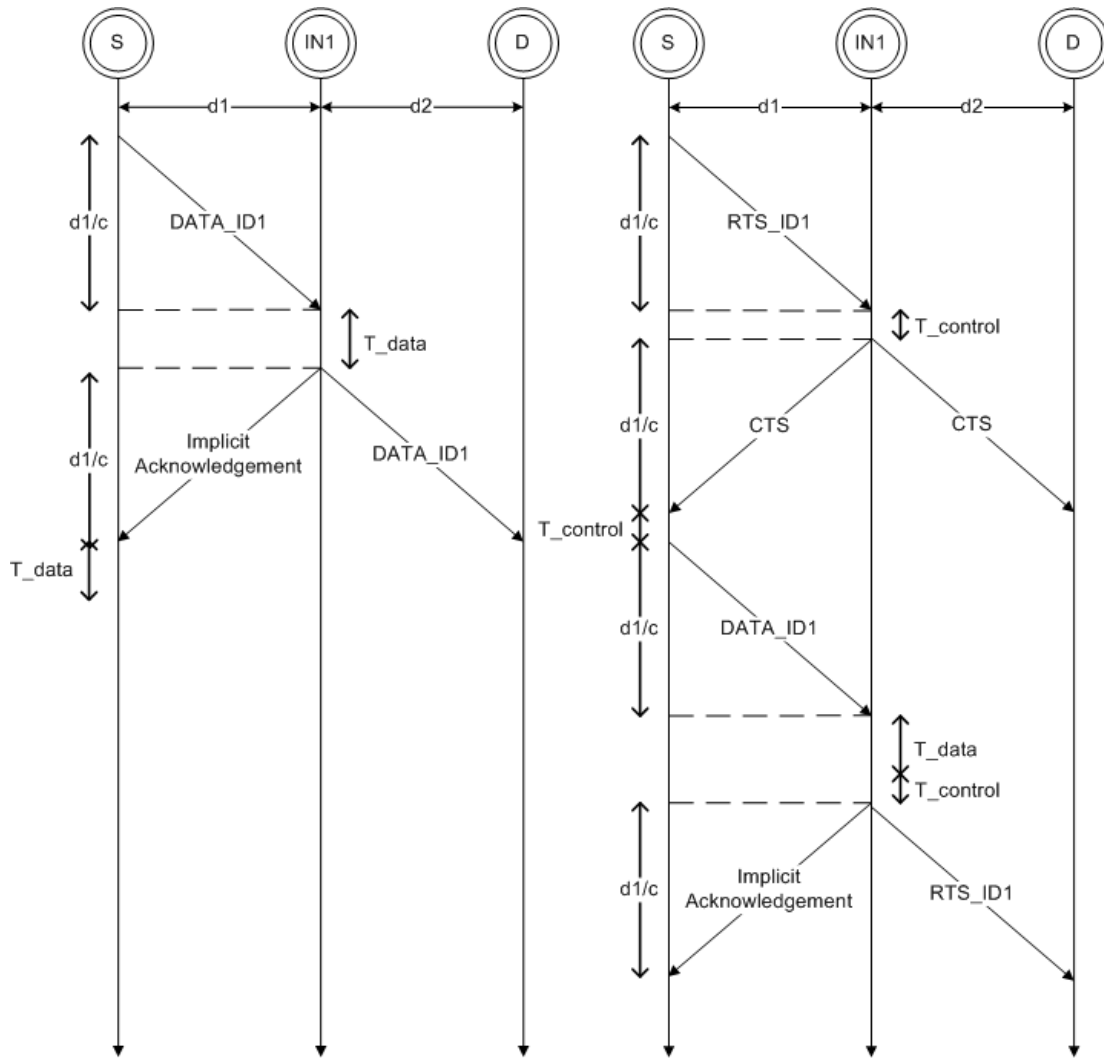 S
IN1
D
d1
d2
d1/c
DATA_ID1
T_data
d1/c
Implicit
Acknowledgement
DATA_ID1
T_data
S
IN1
D
d1
d2
d1/c
RTS_ID1
T_control
d1/c
CTS
CTS
T_control
d1/c
DATA_ID1
T_data
T_control
d1/c
Implicit
Acknowledgement
RTS_ID1